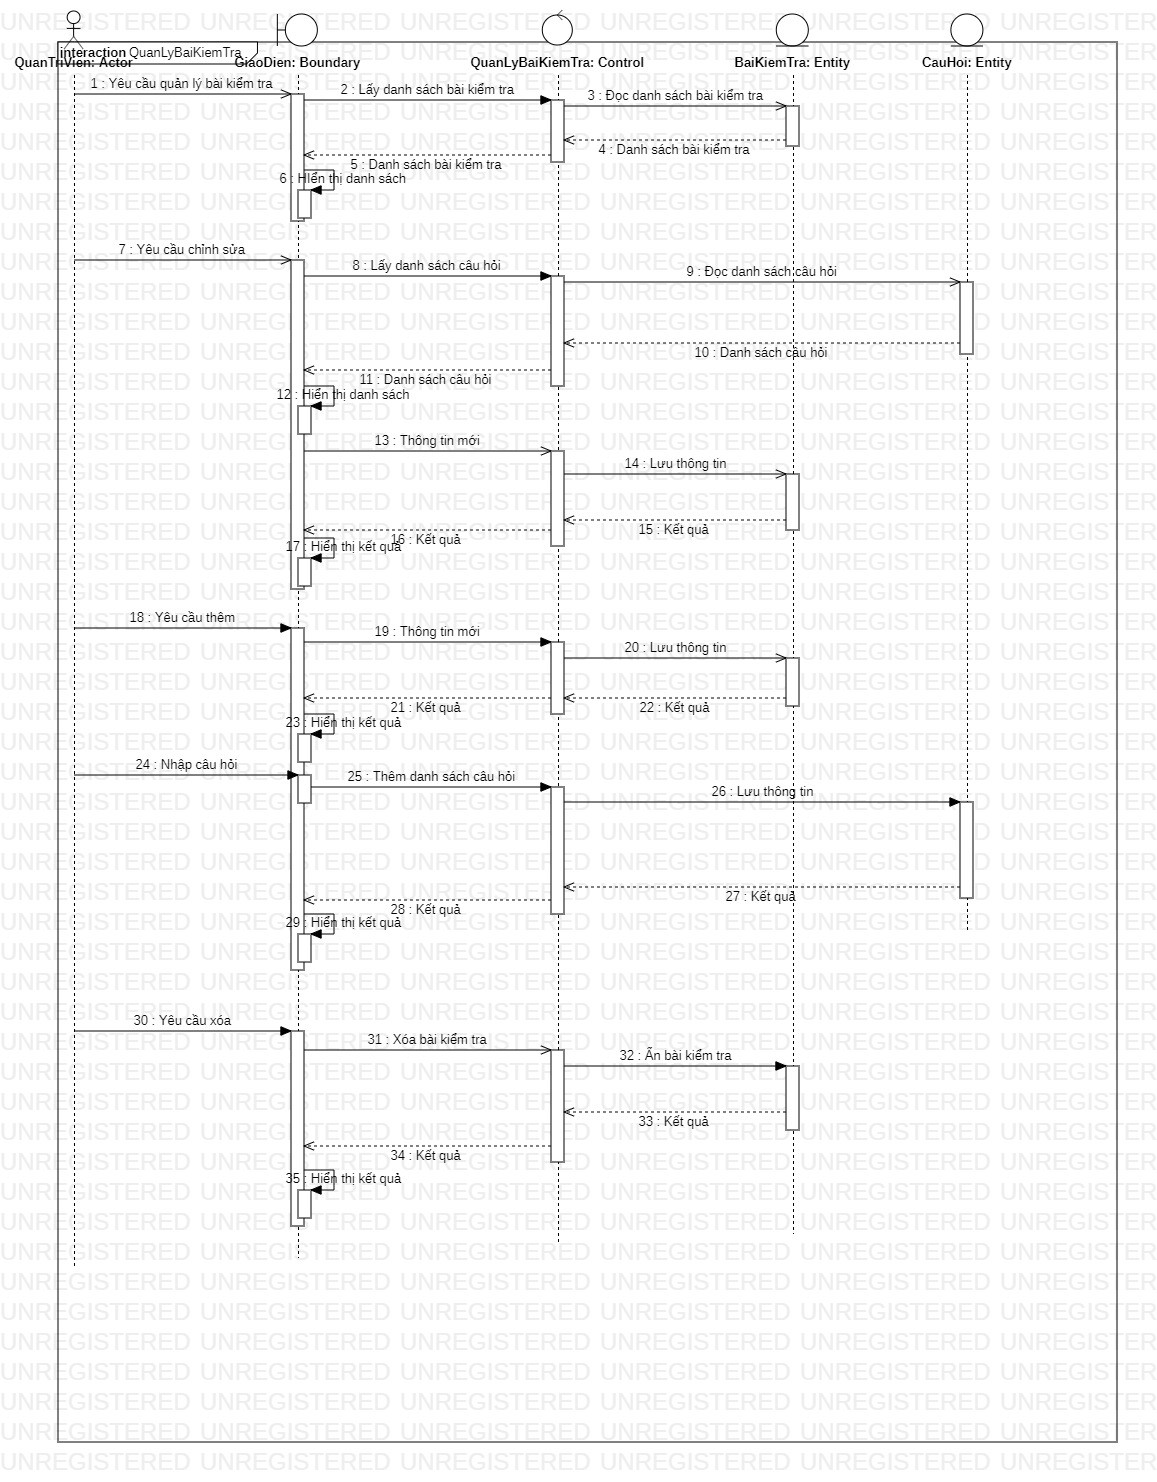 interaction QuanLyBaiKiemTra
QuanTriVien: Actor
GiaoDien: Boundary
QuanLyBaiKiemTra: Control
BaiKiemTra: Entity
CauHoi: Entity
1 : Yêu cầu quản lý bài kiểm tra
2 : Lấy danh sách bài kiểm tra
3 : Đọc danh sách bài kiểm tra
4 : Danh sách bài kiểm tra
5 : Danh sách bài kiểm tra
6 : HIển thị danh sách
7 : Yêu cầu chỉnh sửa
8 : Lấy danh sách câu hỏi
9 : Đọc danh sách câu hỏi
10 : Danh sách câu hỏi
11 : Danh sách câu hỏi
12 : Hiển thị danh sách
13 : Thông tin mới
14 : Lưu thông tin
15 : Kết quả
16 : Kết quả
17 : Hiển thị kết quả
18 : Yêu cầu thêm
19 : Thông tin mới
20 : Lưu thông tin
21 : Kết quả
22 : Kết quả
23 : Hiển thị kết quả
24 : Nhập câu hỏi
25 : Thêm danh sách câu hỏi
26 : Lưu thông tin
27 : Kết quả
28 : Kết quả
29 : Hiển thị kết quả
30 : Yêu cầu xóa
31 : Xóa bài kiểm tra
32 : Ẩn bài kiểm tra
33 : Kết quả
34 : Kết quả
35 : Hiển thị kết quả
UNREGISTERED